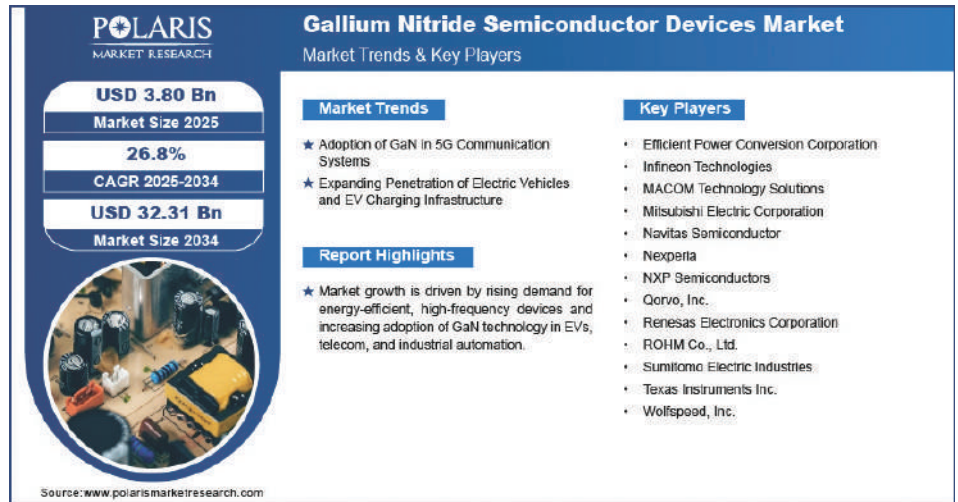 POLARIS
MARKET RESEARCH
Gallium Nitride Semiconductor Devices Market
Market Trends & Key Players
USD 3.80 Bn
Market Size 2025
26.8%
CAGR 2025-2034
USD 32.31 Bn
Market Size 2034
Market Trends
★ Adoption of GaN in 5G Communication
Systems
★ Expanding Penetration of Electric Vehicles
and EV Charging Infrastructure
Report Highlights
★ Market growth is driven by rising demand for
energy-efficient, high-frequency devices and
increasing adoption of GaN technology in EVs,
telecom, and industrial automation.
Key Players
• Efficient Power Conversion Corporation
• Infineon Technologies
• MACOM Technology Solutions
• Mitsubishi Electric Corporation
• Navitas Semiconductor
• Nexperia
• NXP Semiconductors
• Qorvo, Inc.
• Renesas Electronics Corporation
• ROHM Co., Ltd.
• Sumitomo Electric Industries
• Texas Instruments Inc.
• Wolfspeed, Inc.
Source:www.polarismarketresearch.com